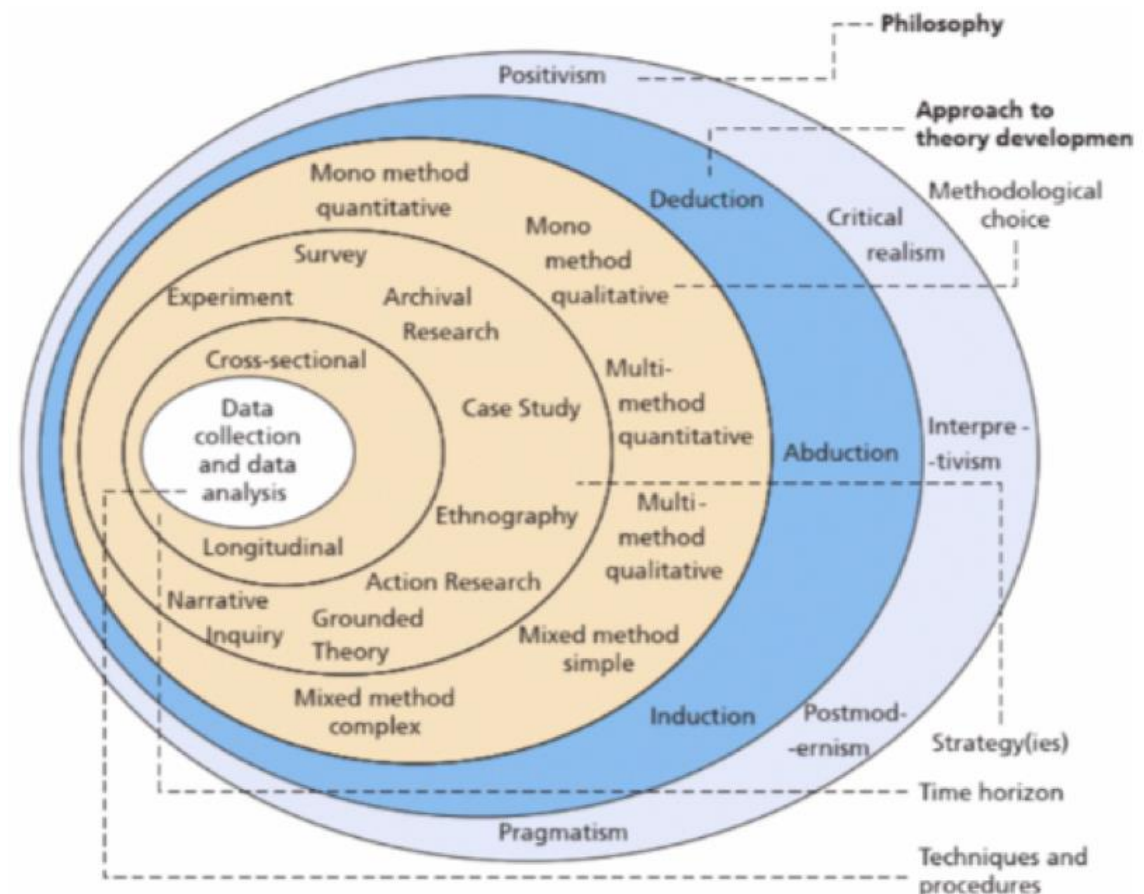 Philosophy
Positivism
Approach to
theory developmen
Mono method
quantitative
Deduction
Methodological
choice
Mono
method
qualitative
Critical
realism
Survey
Experiment
Archival
Research
Cross-sectional
Multi-
method
quantitative
Data
collection
and data
analysis
Case Study
Abduction
Interpre-
-tivism
Ethnography
Multi-
method
qualitative
Longitudinal
Action Research
Narrative
Inquiry
Grounded
Theory
Mixed method
simple
Mixed method
complex
Induction
Postmod-
-ernism
Strategy(ies)
Time horizon
Pragmatism
Techniques and
procedures